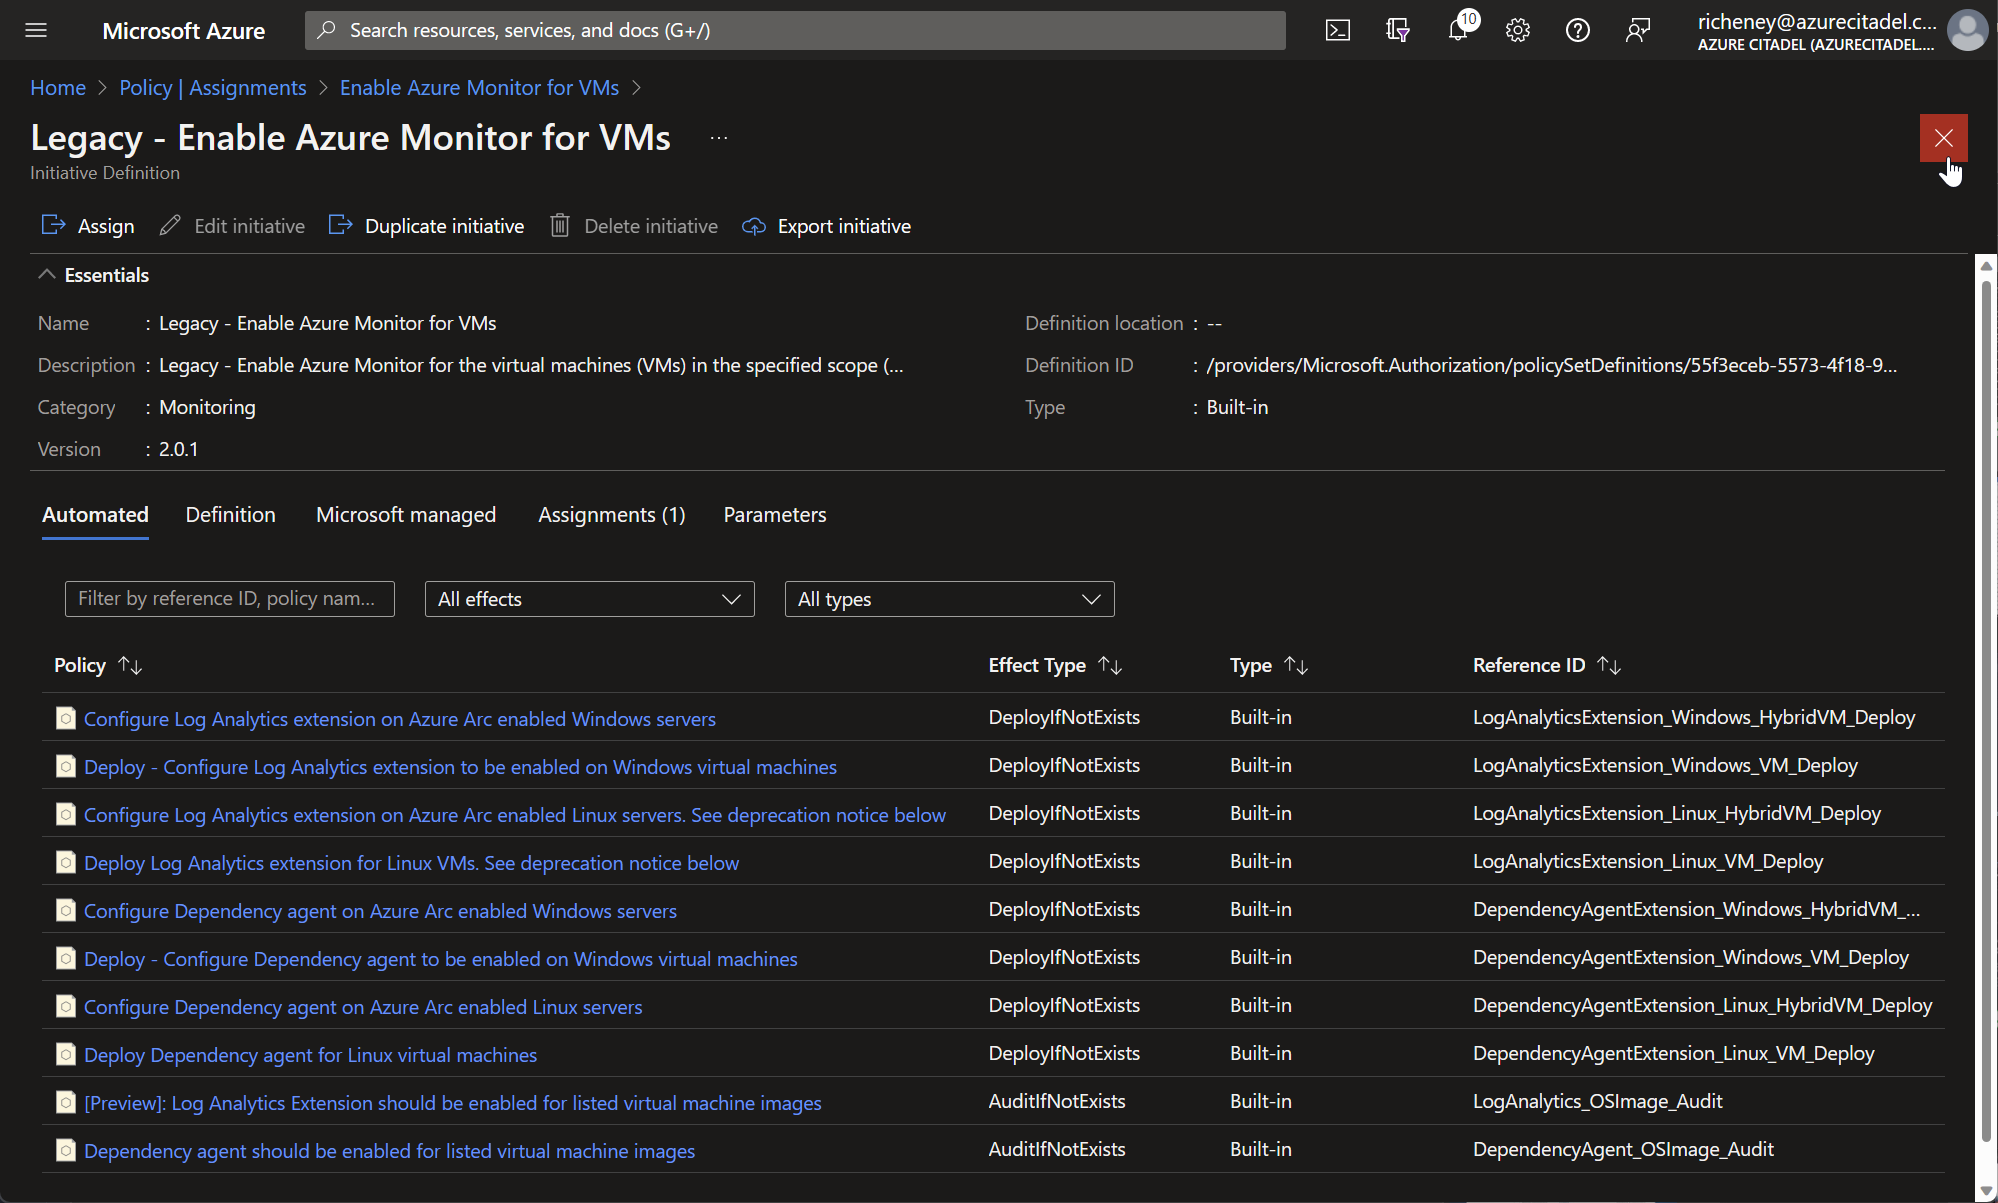 Microsoft Azure
Search resources, services, and docs (G+/)
10
richeney@azurecitadel.c...
AZURE CITADEL (AZURECITADEL....
Home > Policy | Assignments > Enable Azure Monitor for VMs >
Legacy - Enable Azure Monitor for VMs ...
Initiative Definition
Assign Edit initiative Duplicate initiative Delete initiative Export initiative
Essentials
Name : Legacy - Enable Azure Monitor for VMs
Definition location : --
Description : Legacy - Enable Azure Monitor for the virtual machines (VMs) in the specified scope (...
Definition ID : /providers/Microsoft.Authorization/policySetDefinitions/55f3eceb-5573-4f18-9...
Category : Monitoring
Type : Built-in
Version : 2.0.1
Automated Definition Microsoft managed Assignments (1) Parameters
Filter by reference ID, policy nam... All effects All types
Policy ↑↓ Effect Type ↑↓ Type ↑↓ Reference ID ↑↓
Configure Log Analytics extension on Azure Arc enabled Windows servers DeployIfNotExists Built-in LogAnalyticsExtension_Windows_HybridVM_Deploy
Deploy - Configure Log Analytics extension to be enabled on Windows virtual machines DeployIfNotExists Built-in LogAnalyticsExtension_Windows_VM_Deploy
Configure Log Analytics extension on Azure Arc enabled Linux servers. See deprecation notice below DeployIfNotExists Built-in LogAnalyticsExtension_Linux_HybridVM_Deploy
Deploy Log Analytics extension for Linux VMs. See deprecation notice below DeployIfNotExists Built-in LogAnalyticsExtension_Linux_VM_Deploy
Configure Dependency agent on Azure Arc enabled Windows servers DeployIfNotExists Built-in DependencyAgentExtension_Windows_HybridVM_...
Deploy - Configure Dependency agent to be enabled on Windows virtual machines DeployIfNotExists Built-in DependencyAgentExtension_Windows_VM_Deploy
Configure Dependency agent on Azure Arc enabled Linux servers DeployIfNotExists Built-in DependencyAgentExtension_Linux_HybridVM_Deploy
Deploy Dependency agent for Linux virtual machines DeployIfNotExists Built-in DependencyAgentExtension_Linux_VM_Deploy
[Preview]: Log Analytics Extension should be enabled for listed virtual machine images AuditIfNotExists Built-in LogAnalytics_OSImage_Audit
Dependency agent should be enabled for listed virtual machine images AuditIfNotExists Built-in DependencyAgent_OSImage_Audit